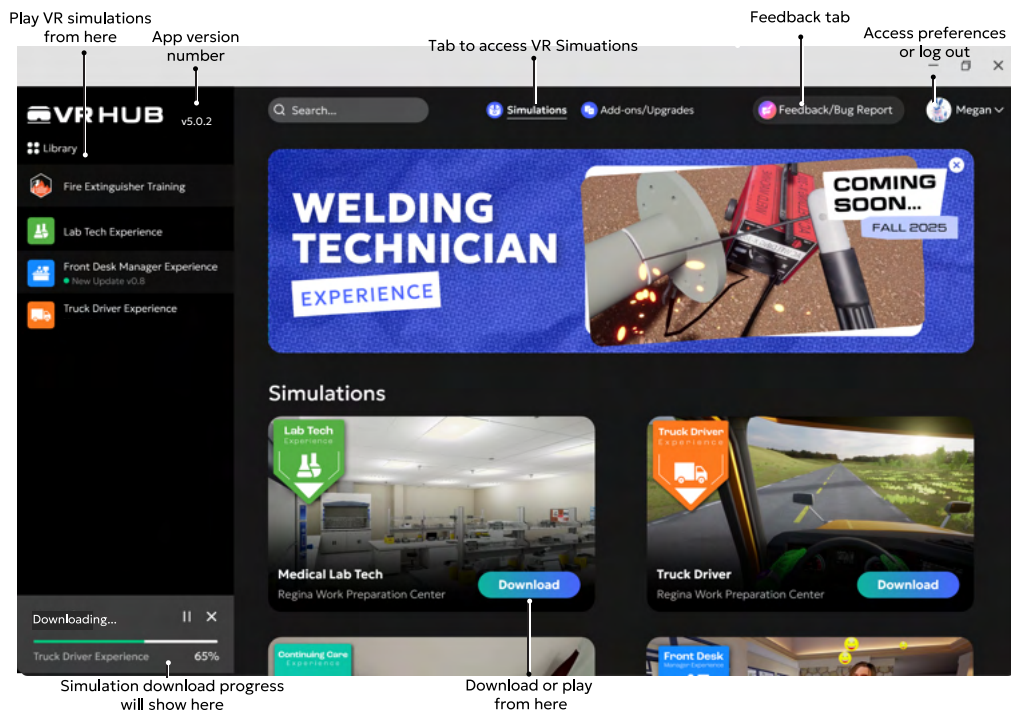 Play VR simulations
from here
App version
number
Tab to access VR Simuations
Feedback tab
Access preferences
or log out
VRHUB
v5.0.2
Search...
Simulations
Add-ons/Upgrades
Feedback/Bug Report
Megan
Library
Fire Extinguisher Training
Lab Tech Experience
Front Desk Manager Experience
New Update v0.8
Truck Driver Experience
WELDING
TECHNICIAN
EXPERIENCE
COMING
SOON...
FALL 2025
Simulations
Lab Tech
Experience
Medical Lab Tech
Regina Work Preparation Center
Download
Truck Driver
Experience
Truck Driver
Regina Work Preparation Center
Download
Continuing Care
Experience
Front Desk
Manager Experience
Downloading...
Truck Driver Experience
65%
Simulation download progress
will show here
Download or play
from here